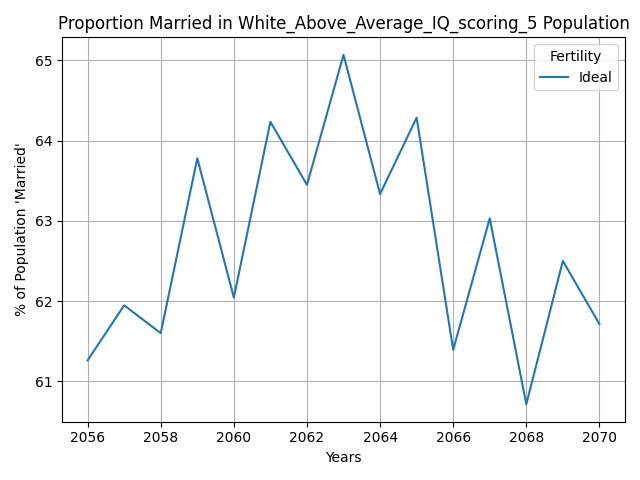 Proportion Married in White_Above_Average_IQ_scoring_5 Population
Fertility
Ideal
% of Population 'Married'
65
64
63
62
61
2056 2058 2060 2062 2064 2066 2068 2070
Years